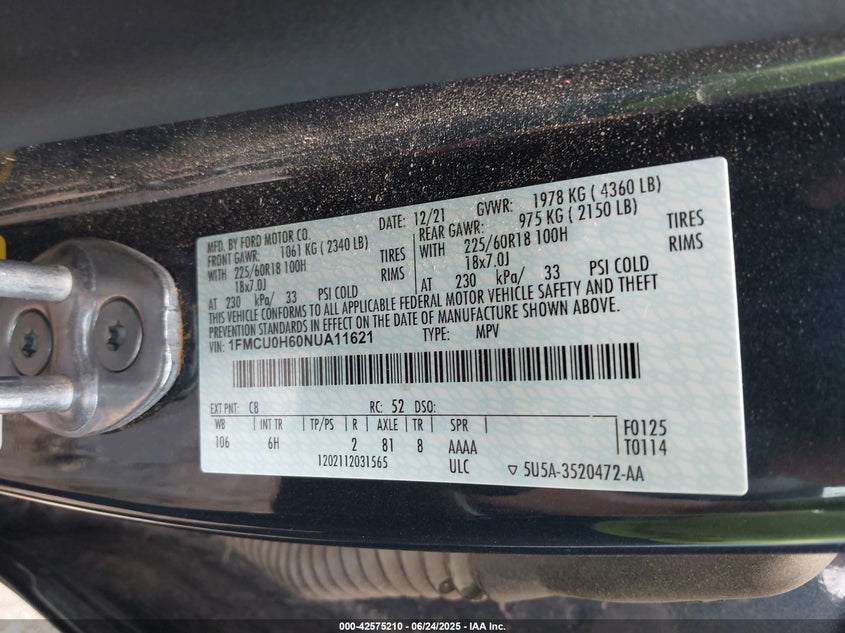 MFD. BY FORD MOTOR CO. DATE: 12/21 GVWR: 1978 KG ( 4360 LB)
FRONT GAWR: 1061 KG ( 2340 LB) REAR GAWR: 975 KG ( 2150 LB)
WITH 225/60R18 100H TIRES WITH 225/60R18 100H TIRES
18x7.0J RIMS 18x7.0J RIMS
AT 230 kPa/ 33 PSI COLD AT 230 kPa/ 33 PSI COLD
THIS VEHICLE CONFORMS TO ALL APPLICABLE FEDERAL MOTOR VEHICLE SAFETY AND THEFT
PREVENTION STANDARDS IN EFFECT ON THE DATE OF MANUFACTURE SHOWN ABOVE.
VIN: 1FMCU0H60NUA11621 TYPE: MPV
EXT PNT: C8 RC: 52 DSO:
WB INT TR TP/PS R AXLE TR SPR F0125
106 6H 2 81 8 AAAA T0114
1202112031565 ULC ▽ 5U5A-3520472-AA
000-42575210 | 06/24/2025 - IAA Inc.